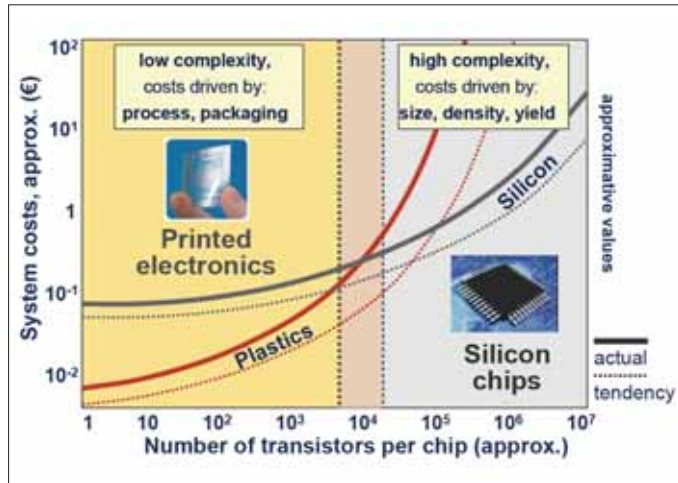 low complexity,
costs driven by:
process, packaging
high complexity,
costs driven by:
size, density, yield
System costs, approx. (€)
10²
10¹
1
10⁻¹
10⁻²
Printed
electronics
Plastics
Silicon
Silicon
chips
approximative values
actual
tendency
1 10 10² 10³ 10⁴ 10⁵ 10⁶ 10⁷
Number of transistors per chip (approx.)